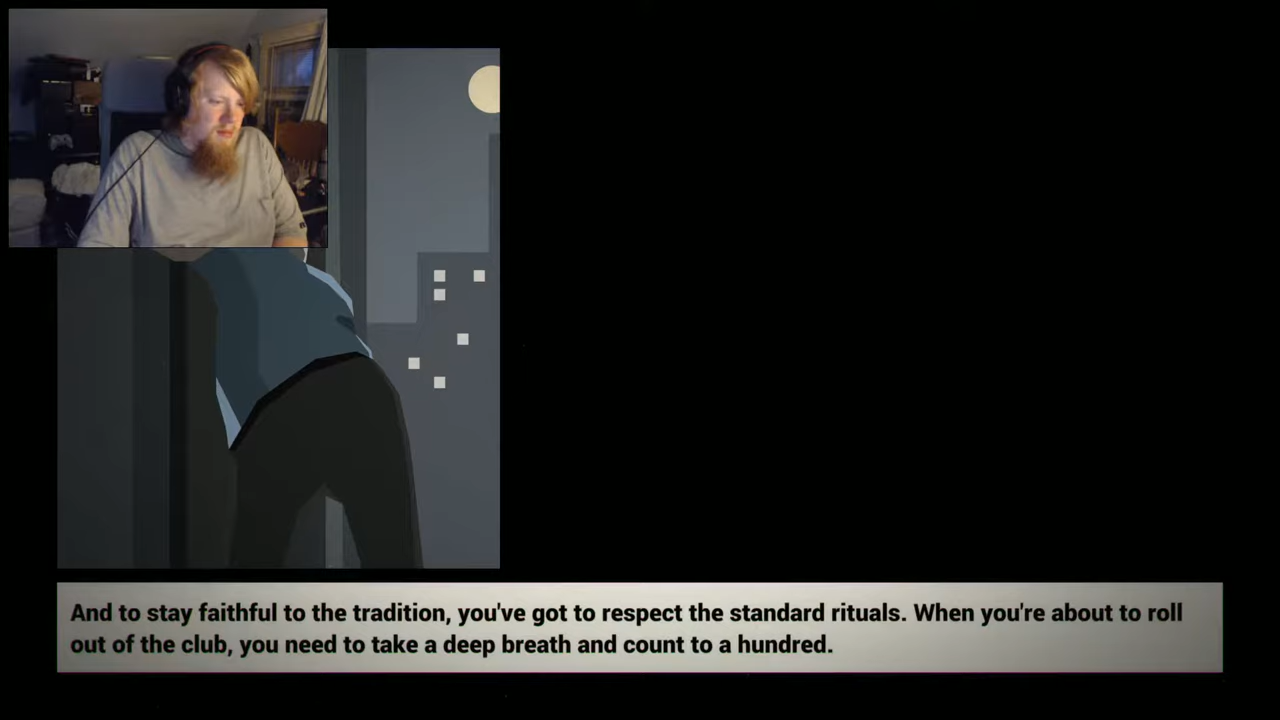 And to stay faithful to the tradition, you've got to respect the standard rituals. When you're about to roll
out of the club, you need to take a deep breath and count to a hundred.